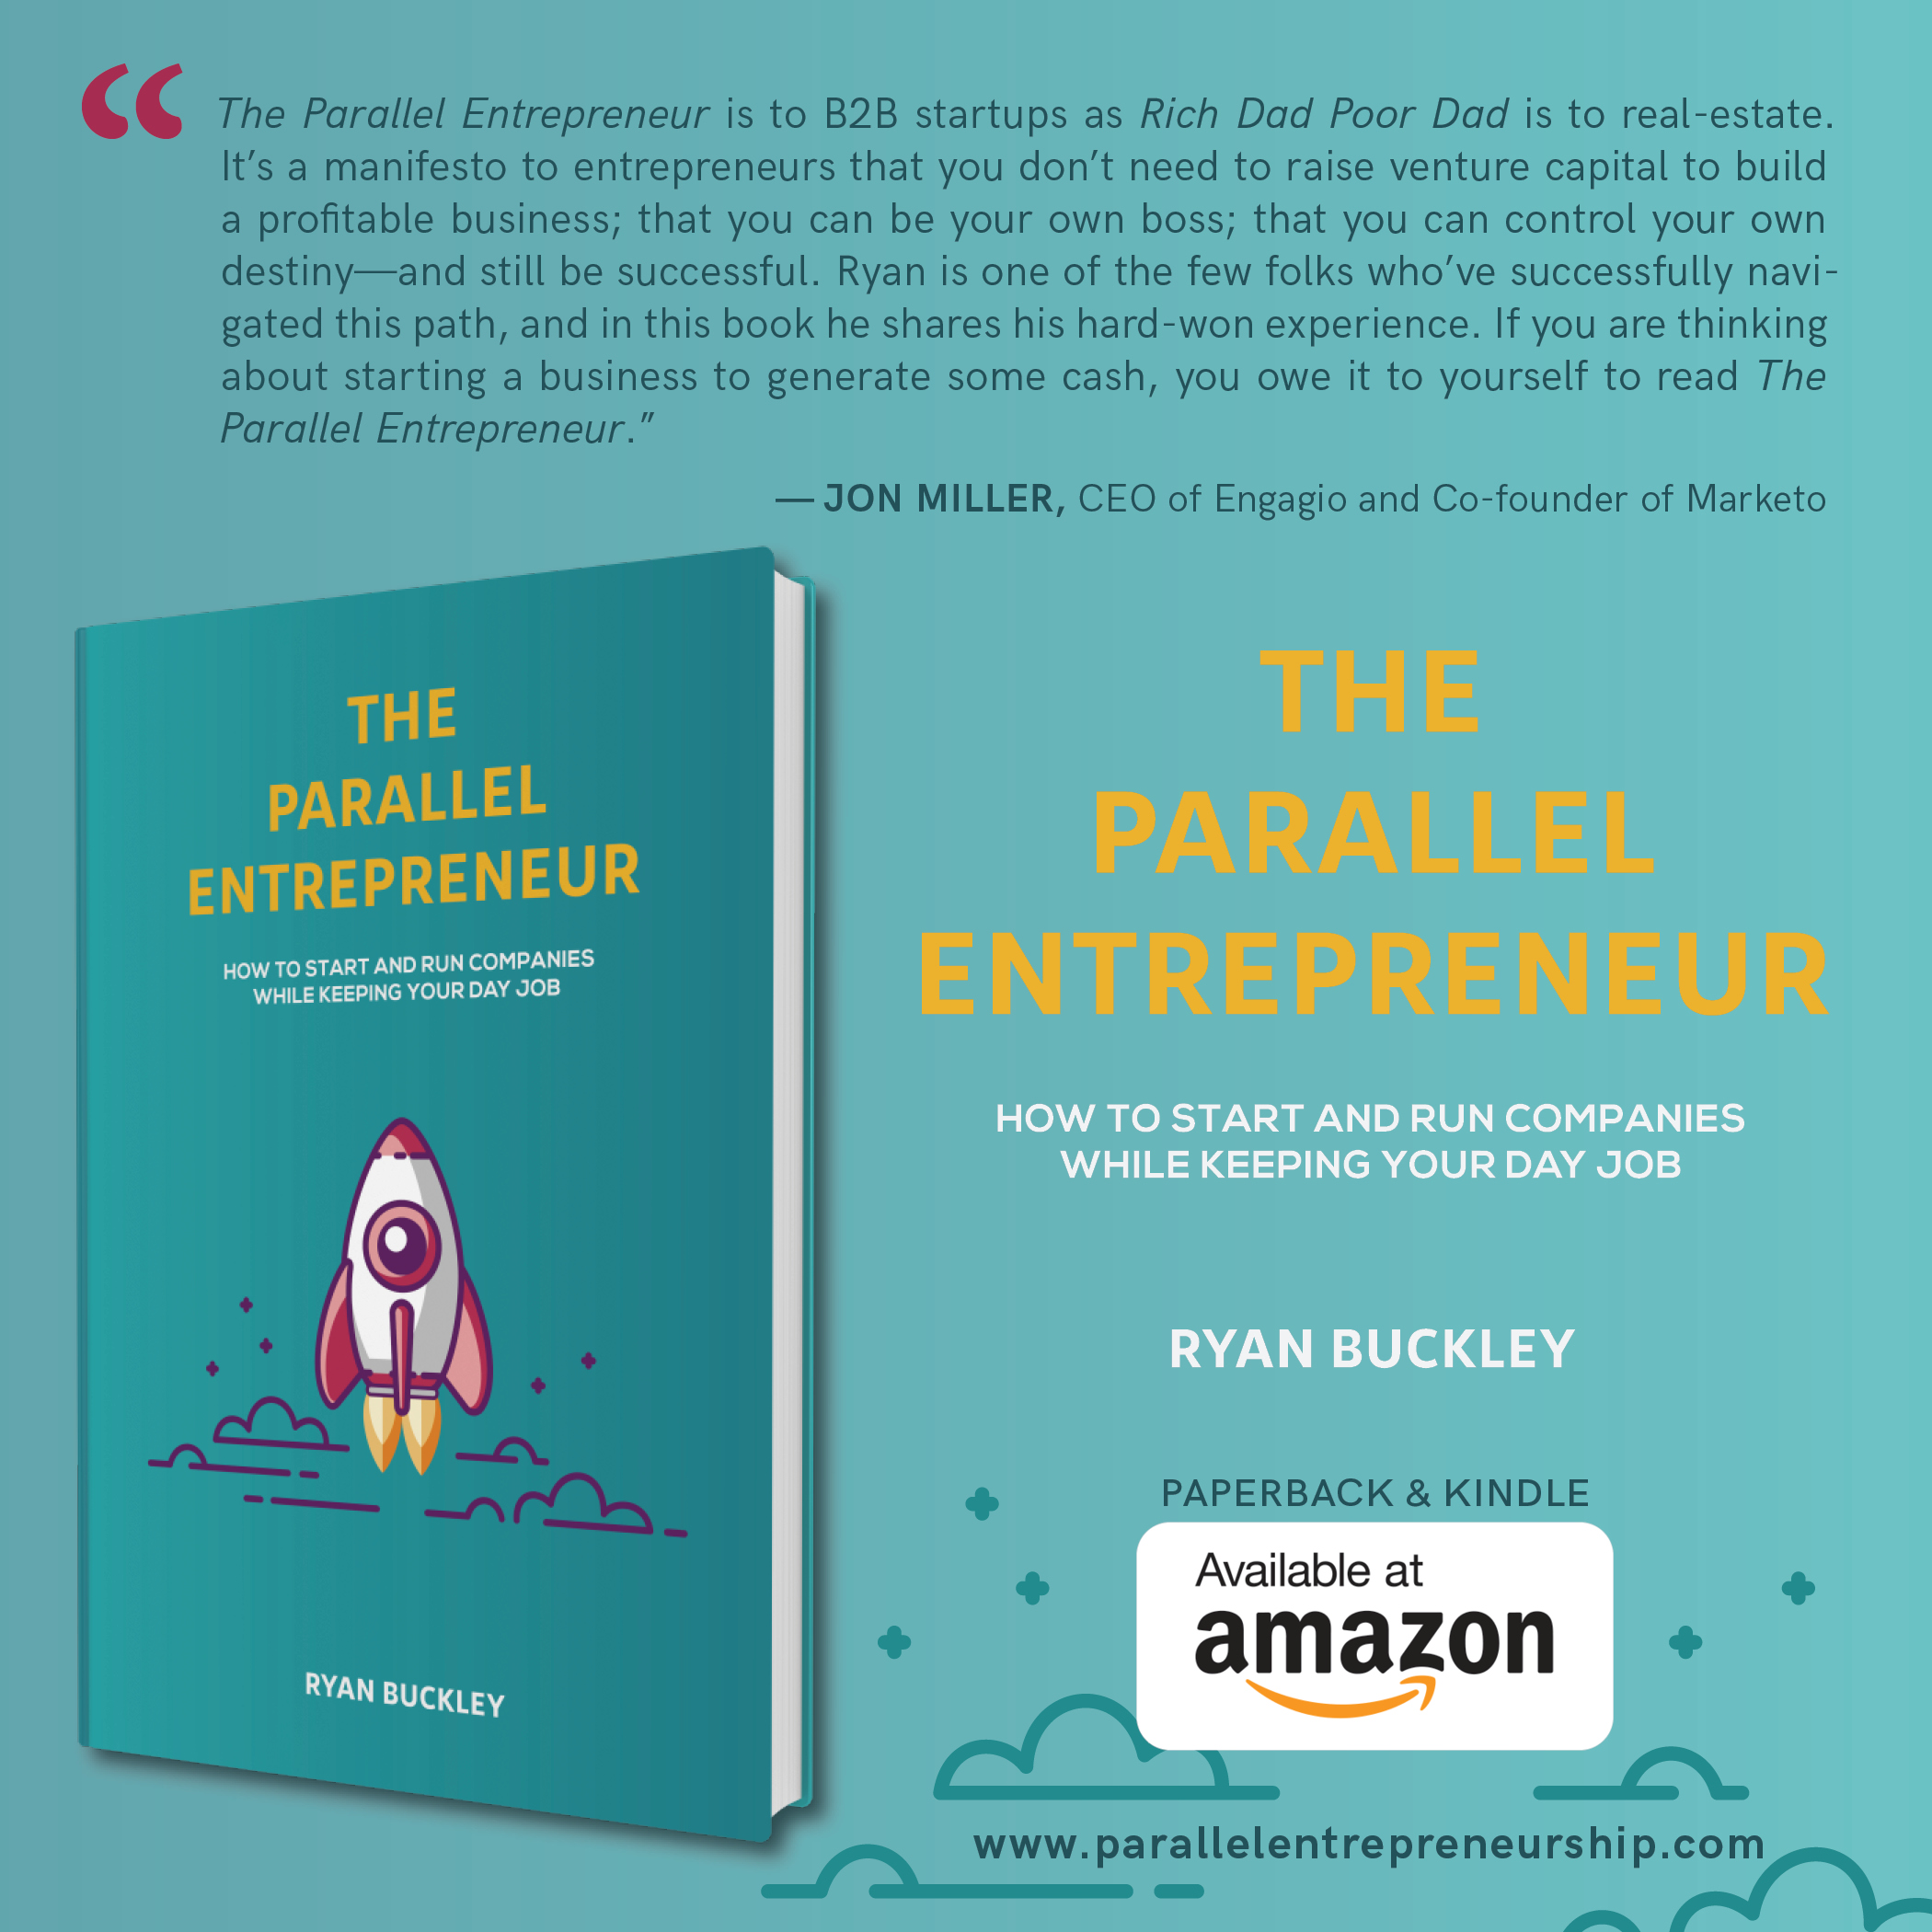 “The Parallel Entrepreneur is to B2B startups as Rich Dad Poor Dad is to real-estate.
It’s a manifesto to entrepreneurs that you don’t need to raise venture capital to build
a profitable business; that you can be your own boss; that you can control your own
destiny—and still be successful. Ryan is one of the few folks who’ve successfully navi-
gated this path, and in this book he shares his hard-won experience. If you are thinking
about starting a business to generate some cash, you owe it to yourself to read The
Parallel Entrepreneur.”
— JON MILLER, CEO of Engagio and Co-founder of Marketo
THE
PARALLEL
ENTREPRENEUR
HOW TO START AND RUN COMPANIES
WHILE KEEPING YOUR DAY JOB
RYAN BUCKLEY
THE
PARALLEL
ENTREPRENEUR
HOW TO START AND RUN COMPANIES
WHILE KEEPING YOUR DAY JOB
RYAN BUCKLEY
PAPERBACK & KINDLE
Available at
amazon
www.parallelentrepreneurship.com